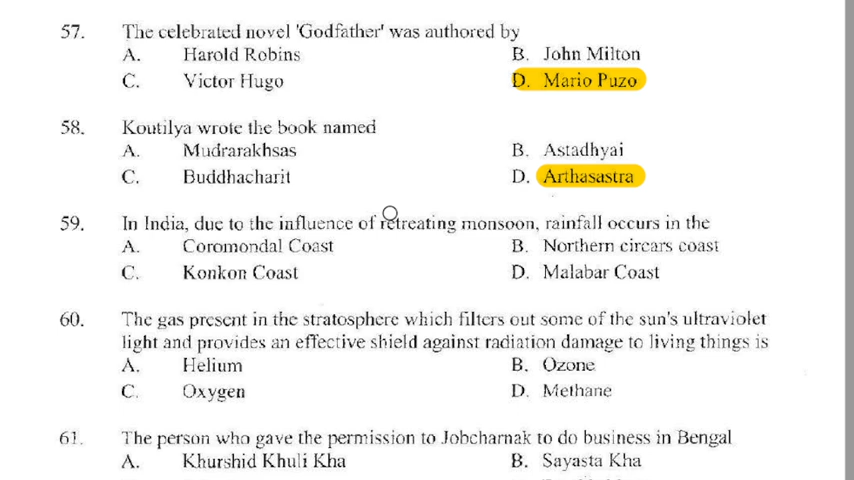 57. The celebrated novel 'Godfather' was authored by
A. Harold Robins B. John Milton
C. Victor Hugo D. Mario Puzo
58. Koutilya wrote the book named
A. Mudrarakhsas B. Astadhyai
C. Buddhacharit D. Arthasastra
59. In India, due to the influence of retreating monsoon, rainfall occurs in the
A. Coromondal Coast B. Northern circars coast
C. Konkon Coast D. Malabar Coast
60. The gas present in the stratosphere which filters out some of the sun's ultraviolet
light and provides an effective shield against radiation damage to living things is
A. Helium B. Ozone
C. Oxygen D. Methane
61. The person who gave the permission to Jobcharnak to do business in Bengal
A. Khurshid Khuli Kha B. Sayasta Kha